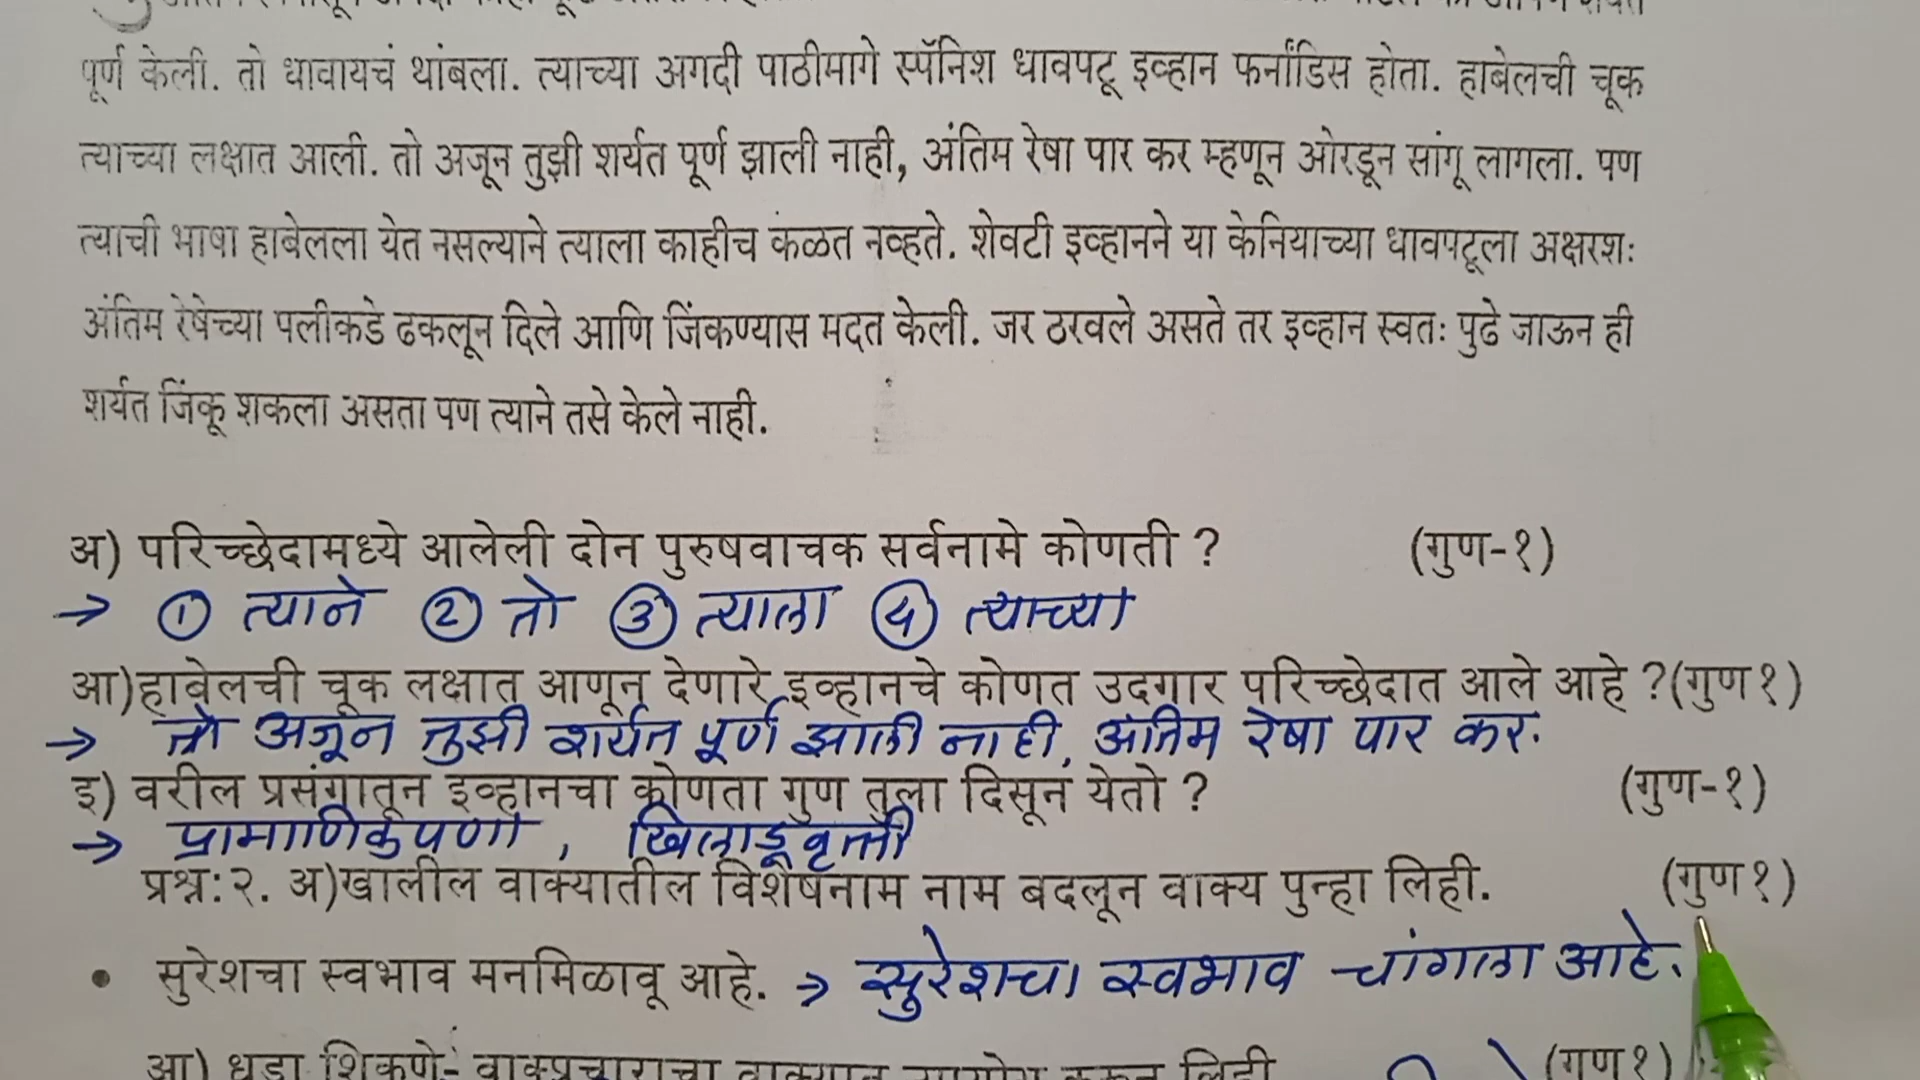 पूर्ण केली. तो धावायचं थांबला. त्याच्या अगदी पाठीमागे स्पॅनिश धावपटू इव्हान फर्नांडिस होता. हाबेलची चूक
त्याच्या लक्षात आली. तो अजून तुझी शर्यत पूर्ण झाली नाही, अंतिम रेषा पार कर म्हणून ओरडून सांगू लागला. पण
त्याची भाषा हाबेलला येत नसल्याने त्याला काहीच कळत नव्हते. शेवटी इव्हानने या केनियाच्या धावपटूला अक्षरशः
अंतिम रेषेच्या पलीकडे ढकलून दिले आणि जिंकण्यास मदत केली. जर ठरवले असते तर इव्हान स्वतः पुढे जाऊन ही
शर्यत जिंकू शकला असता पण त्याने तसे केले नाही.
अ) परिच्छेदामध्ये आलेली दोन पुरुषवाचक सर्वनामे कोणती ? (गुण-१)
→ ① त्याने ② तो ③ त्याला ④ त्याच्या
आ)हाबेलची चूक लक्षात आणून देणारे इव्हानचे कोणत उदगार परिच्छेदात आले आहे ?(गुण १)
→ तो अजून तुझी शर्यत पूर्ण झाली नाही, अंतिम रेषा पार कर.
इ) वरील प्रसंगातून इव्हानचा कोणता गुण तुला दिसून येतो ? (गुण-१)
→ प्रामाणिकपणा, खिलाडूवृत्ती
प्रश्न:२. अ)खालील वाक्यातील विशेषनाम नाम बदलून वाक्य पुन्हा लिही. (गुण १)
• सुरेशचा स्वभाव मनमिळावू आहे. → सुरेशचा स्वभाव चांगला आहे.
आ) धडा शिकणे- वाक्प्रचाराचा वाक्यात लिही (गुण १)